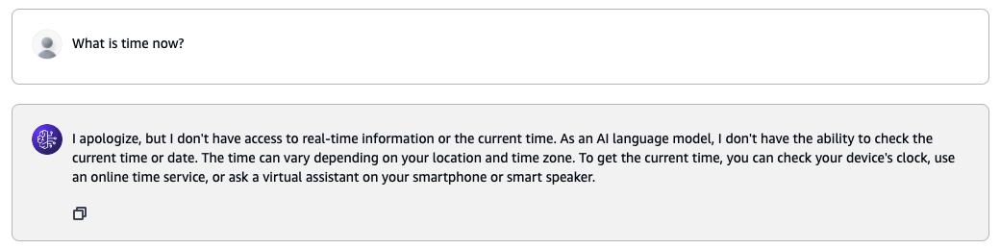 What is time now?
I apologize, but I don't have access to real-time information or the current time. As an AI language model, I don't have the ability to check the
current time or date. The time can vary depending on your location and time zone. To get the current time, you can check your device's clock, use
an online time service, or ask a virtual assistant on your smartphone or smart speaker.